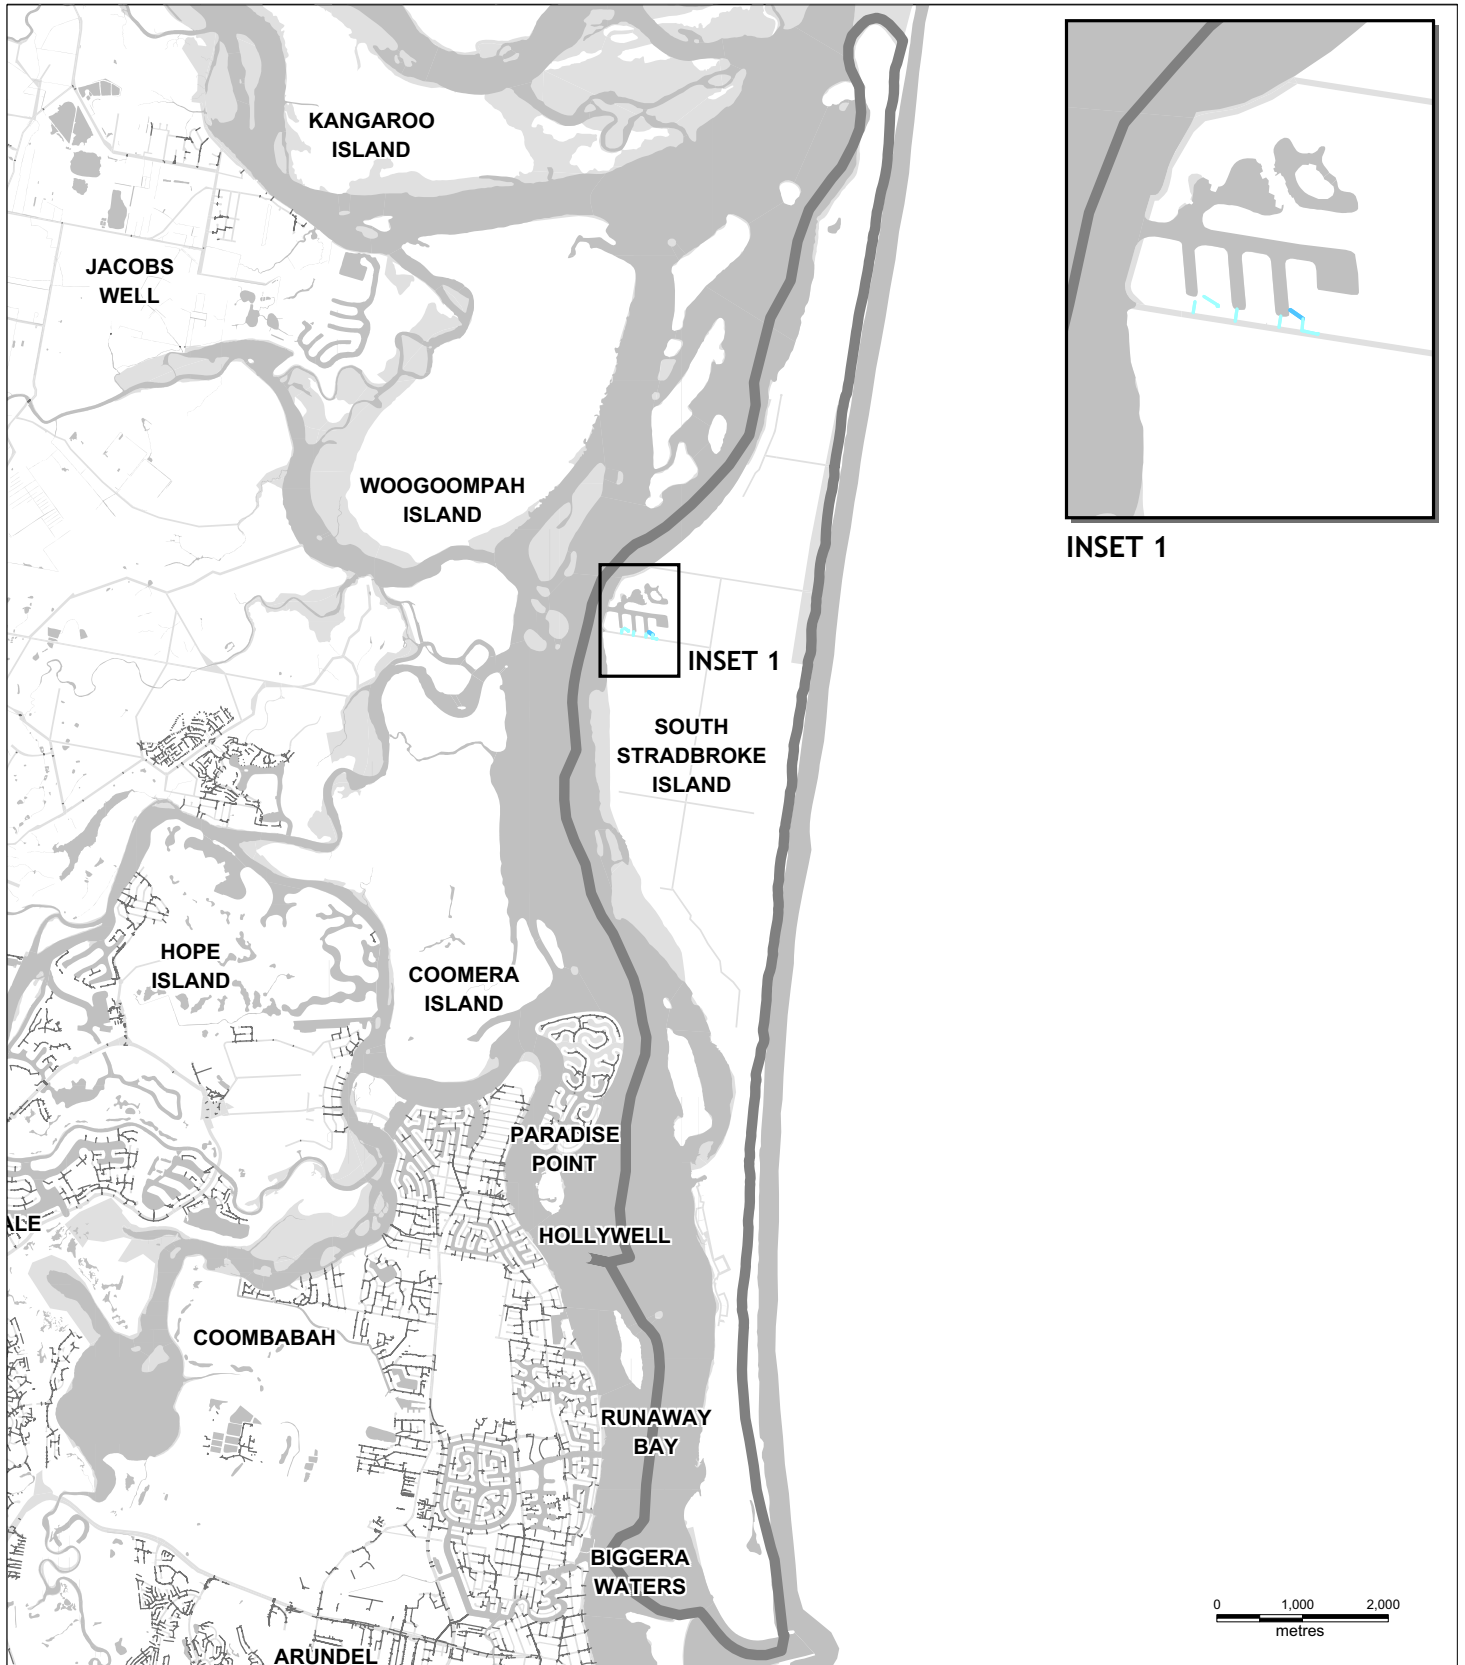 KANGAROO
ISLAND
JACOBS
WELL
WOOGOOMPAH
ISLAND
INSET 1
INSET 1
SOUTH
STRADBROKE
ISLAND
HOPE
ISLAND
COOMERA
ISLAND
PARADISE
POINT
ALE
HOLLYWELL
COOMBABAH
RUNAWAY
BAY
BIGGERA
WATERS
0 1,000 2,000
metres
ARUNDEL